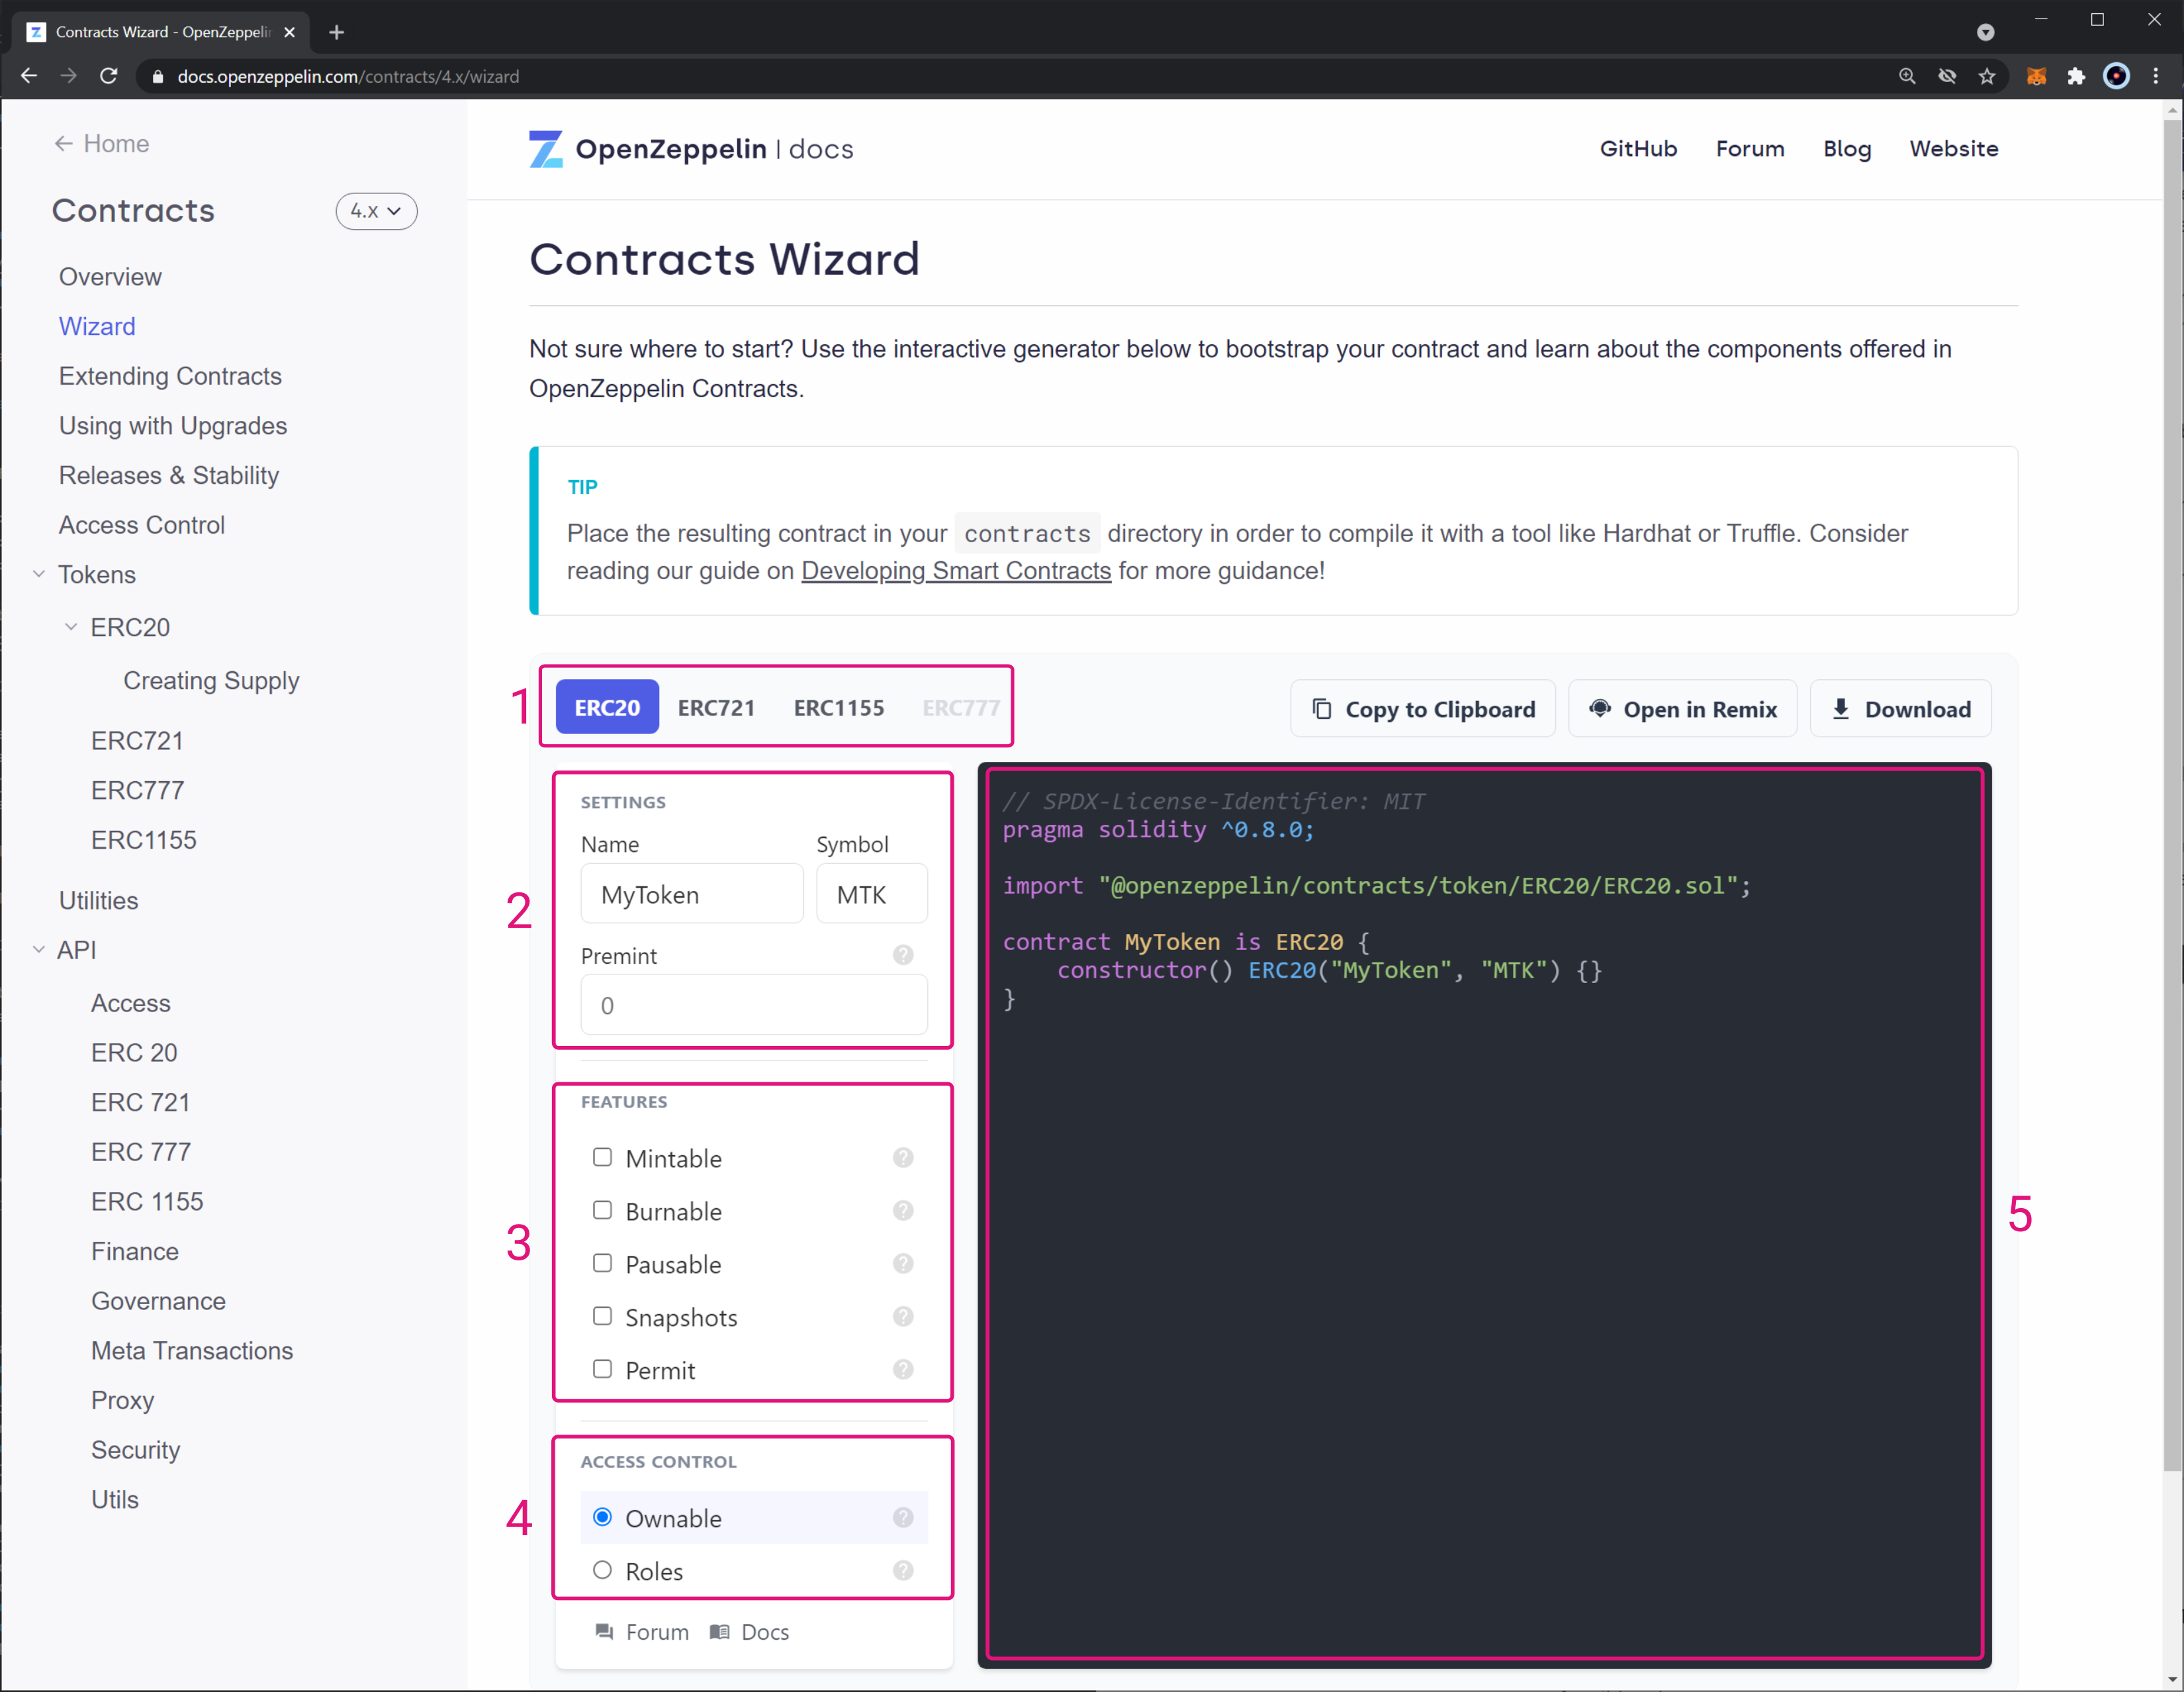 Contracts Wizard - OpenZeppelin
docs.openzeppelin.com/contracts/4.x/wizard
Home
Contracts
4.x
Overview
Wizard
Extending Contracts
Using with Upgrades
Releases & Stability
Access Control
Tokens
ERC20
Creating Supply
ERC721
ERC777
ERC1155
Utilities
API
Access
ERC 20
ERC 721
ERC 777
ERC 1155
Finance
Governance
Meta Transactions
Proxy
Security
Utils
OpenZeppelin | docs
GitHub Forum Blog Website
Contracts Wizard
Not sure where to start? Use the interactive generator below to bootstrap your contract and learn about the components offered in
OpenZeppelin Contracts.
TIP
Place the resulting contract in your contracts directory in order to compile it with a tool like Hardhat or Truffle. Consider
reading our guide on Developing Smart Contracts for more guidance!
1
ERC20 ERC721 ERC1155 ERC777
Copy to Clipboard Open in Remix Download
2
SETTINGS
Name Symbol
MyToken MTK
Premint ?
0
3
FEATURES
Mintable ?
Burnable ?
Pausable ?
Snapshots ?
Permit ?
4
ACCESS CONTROL
Ownable ?
Roles ?
Forum Docs
// SPDX-License-Identifier: MIT
pragma solidity ^0.8.0;
import "@openzeppelin/contracts/token/ERC20/ERC20.sol";
contract MyToken is ERC20 {
constructor() ERC20("MyToken", "MTK") {}
}
5